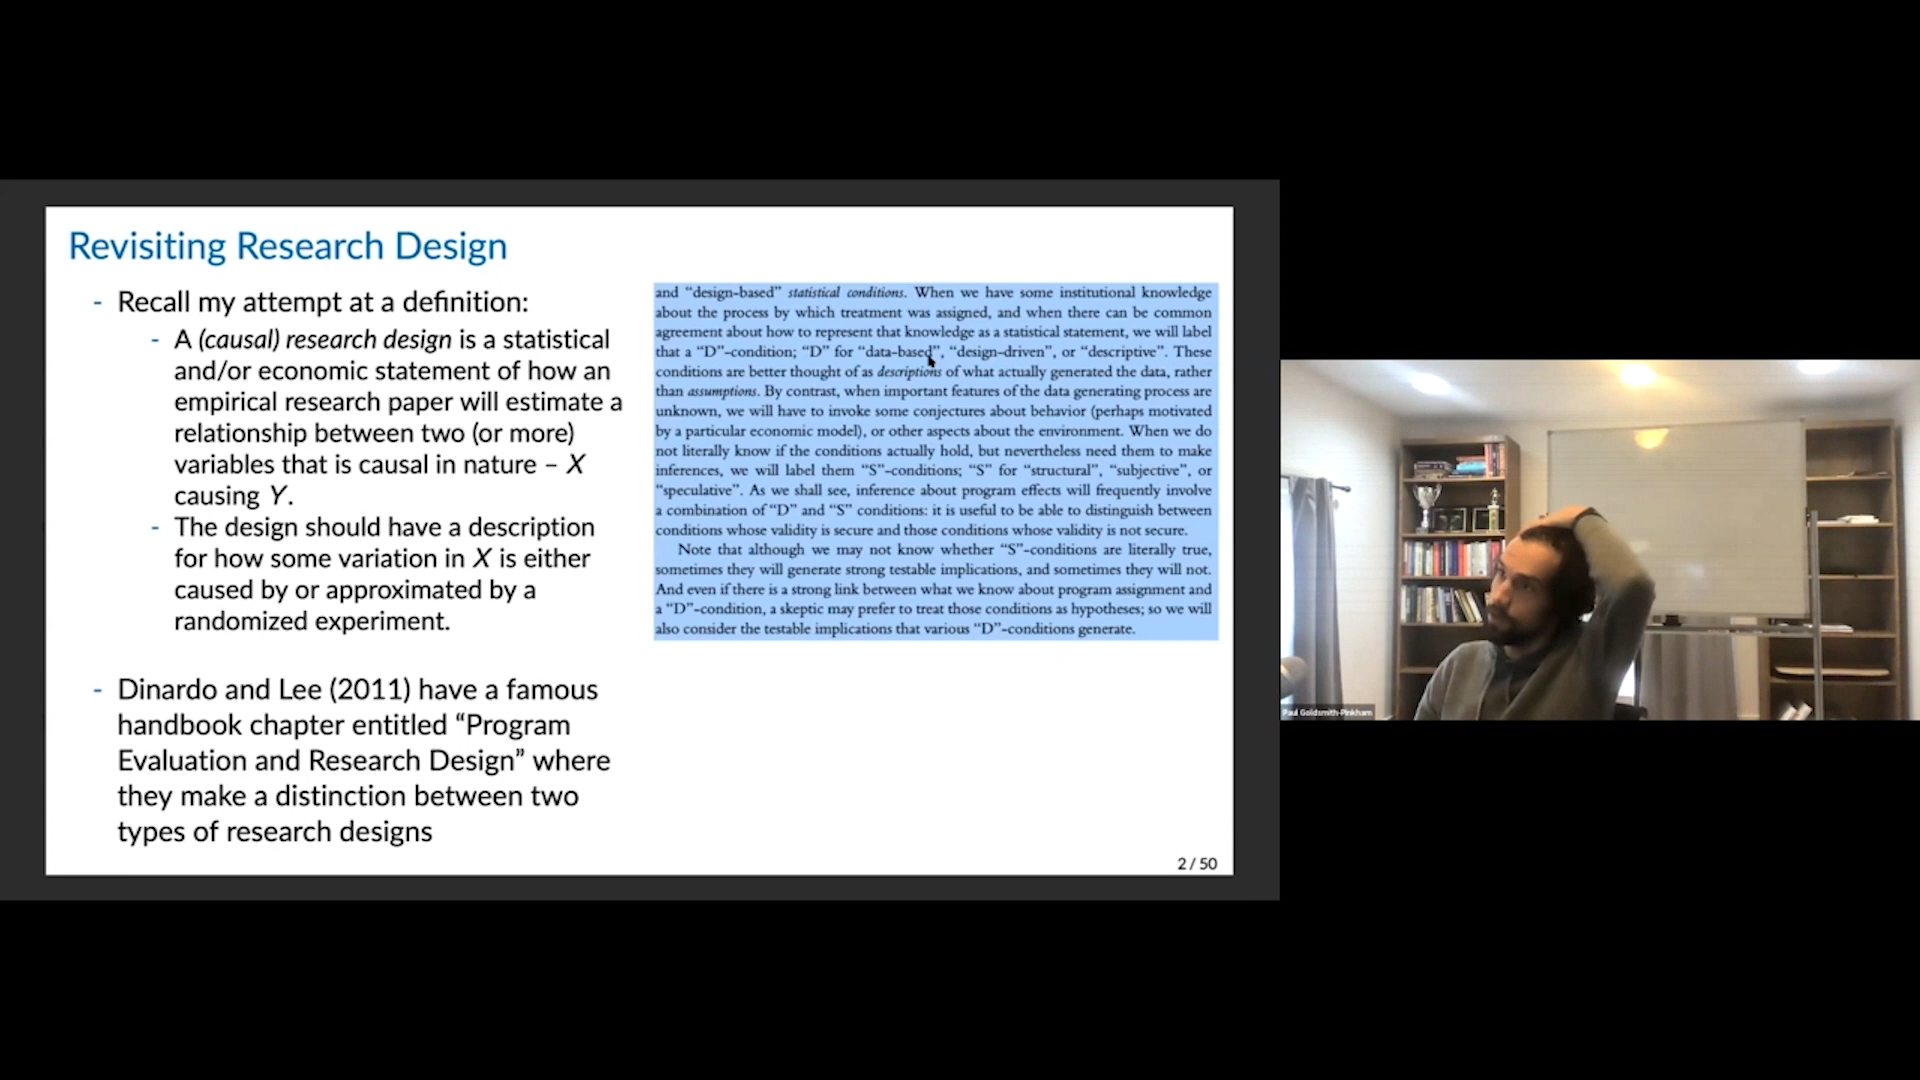 Revisiting Research Design
- Recall my attempt at a definition:
- A (causal) research design is a statistical
and/or economic statement of how an
empirical research paper will estimate a
relationship between two (or more)
variables that is causal in nature – X
causing Y.
- The design should have a description
for how some variation in X is either
caused by or approximated by a
randomized experiment.
- Dinardo and Lee (2011) have a famous
handbook chapter entitled “Program
Evaluation and Research Design” where
they make a distinction between two
types of research designs
and “design-based” statistical conditions. When we have some institutional knowledge
about the process by which treatment was assigned, and when there can be common
agreement about how to represent that knowledge as a statistical statement, we will label
that a “D”-condition; “D” for “data-based”, “design-driven”, or “descriptive”. These
conditions are better thought of as descriptions of what actually generated the data, rather
than assumptions. By contrast, when important features of the data generating process are
unknown, we will have to invoke some conjectures about behavior (perhaps motivated
by a particular economic model), or other aspects about the environment. When we do
not literally know if the conditions actually hold, but nevertheless need them to make
inferences, we will label them “S”-conditions; “S” for “structural”, “subjective”, or
“speculative”. As we shall see, inference about program effects will frequently involve
a combination of “D” and “S” conditions: it is useful to be able to distinguish between
conditions whose validity is secure and those conditions whose validity is not secure.
Note that although we may not know whether “S”-conditions are literally true,
sometimes they will generate strong testable implications, and sometimes they will not.
And even if there is a strong link between what we know about program assignment and
a “D”-condition, a skeptic may prefer to treat those conditions as hypotheses; so we will
also consider the testable implications that various “D”-conditions generate.
2 / 50
Paul Goldsmith-Pinkham